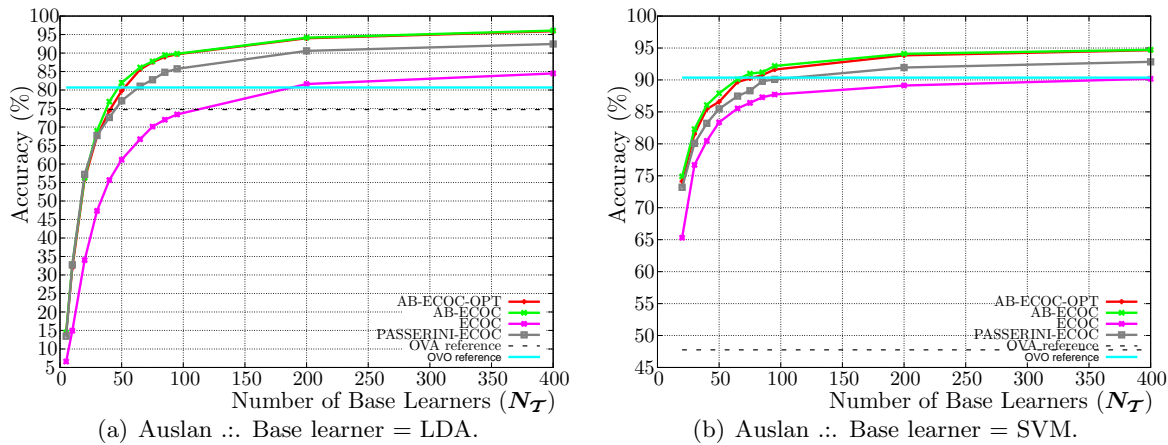 100
95
90
85
80
75
70
65
60
55
50
45
40
35
30
25
20
15
10
5
Accuracy (%)
AB-ECOC-OPT
AB-ECOC
ECOC
PASSERINI-ECOC
OVA reference
OVO reference
0 50 100 150 200 250 300 350 400
Number of Base Learners (N_T)
(a) Auslan .:. Base learner = LDA.
100
95
90
85
80
75
70
65
60
55
50
45
Accuracy (%)
AB-ECOC-OPT
AB-ECOC
ECOC
PASSERINI-ECOC
OVA reference
OVO reference
0 50 100 150 200 250 300 350 400
Number of Base Learners (N_T)
(b) Auslan .:. Base learner = SVM.